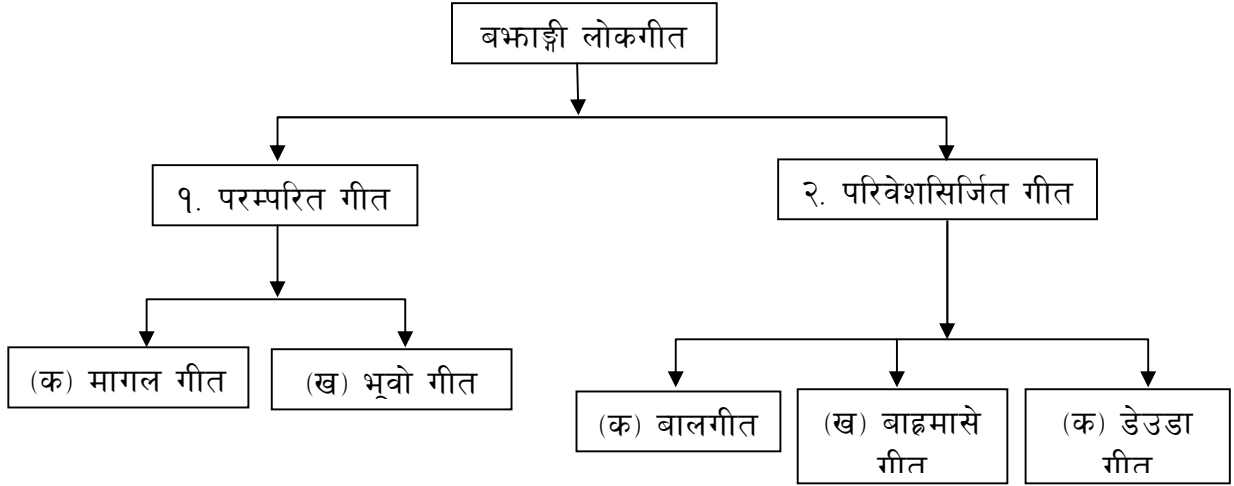 बझाङ्गी लोकगीत
१. परम्परित गीत
२. परिवेशसिर्जित गीत
(क) मागल गीत
(ख) भूवो गीत
(क) बालगीत
(ख) बाह्रमासे
गीत
(क) डेउडा
गीत